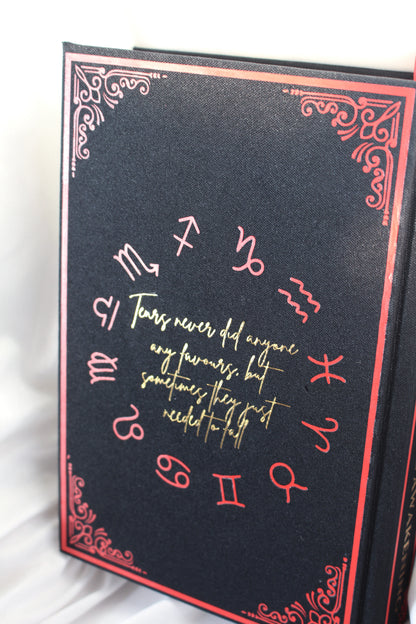 Tears never did anyone
any favours, but
sometimes they just
needed to fall